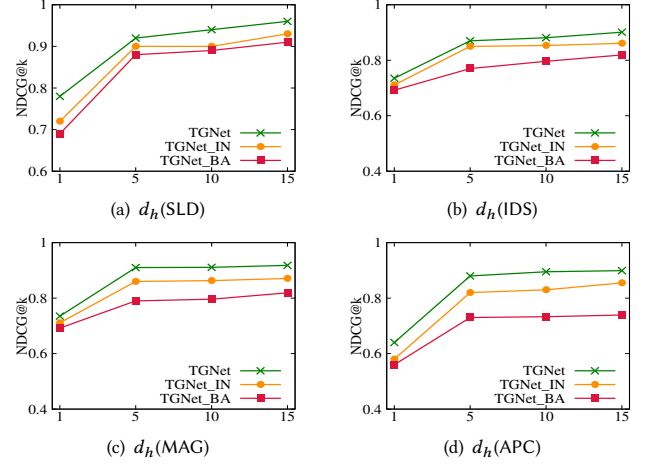 1
0.9
0.8
0.7
0.6
NDCG@k
TGNet
TGNet_IN
TGNet_BA
1 5 10 15
(a) d_h(SLD)
1
0.8
0.6
0.4
NDCG@k
TGNet
TGNet_IN
TGNet_BA
1 5 10 15
(b) d_h(IDS)
1
0.8
0.6
0.4
NDCG@k
TGNet
TGNet_IN
TGNet_BA
1 5 10 15
(c) d_h(MAG)
1
0.8
0.6
0.4
NDCG@k
TGNet
TGNet_IN
TGNet_BA
1 5 10 15
(d) d_h(APC)